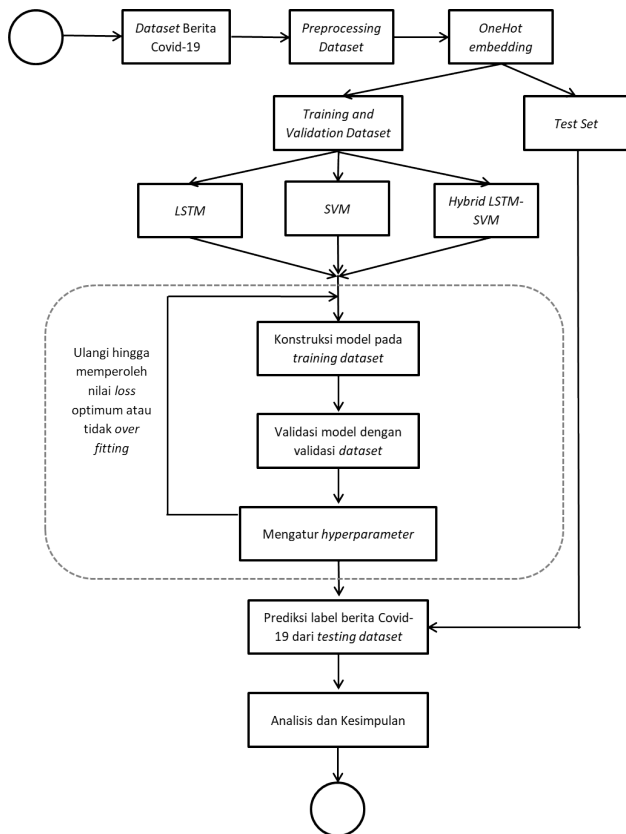 Dataset Berita
Covid-19
Preprocessing
Dataset
OneHot
embedding
Training and
Validation Dataset
Test Set
LSTM
SVM
Hybrid LSTM-
SVM
Ulangi hingga
memperoleh
nilai loss
optimum atau
tidak over
fitting
Konstruksi model pada
training dataset
Validasi model dengan
validasi dataset
Mengatur hyperparameter
Prediksi label berita Covid-
19 dari testing dataset
Analisis dan Kesimpulan